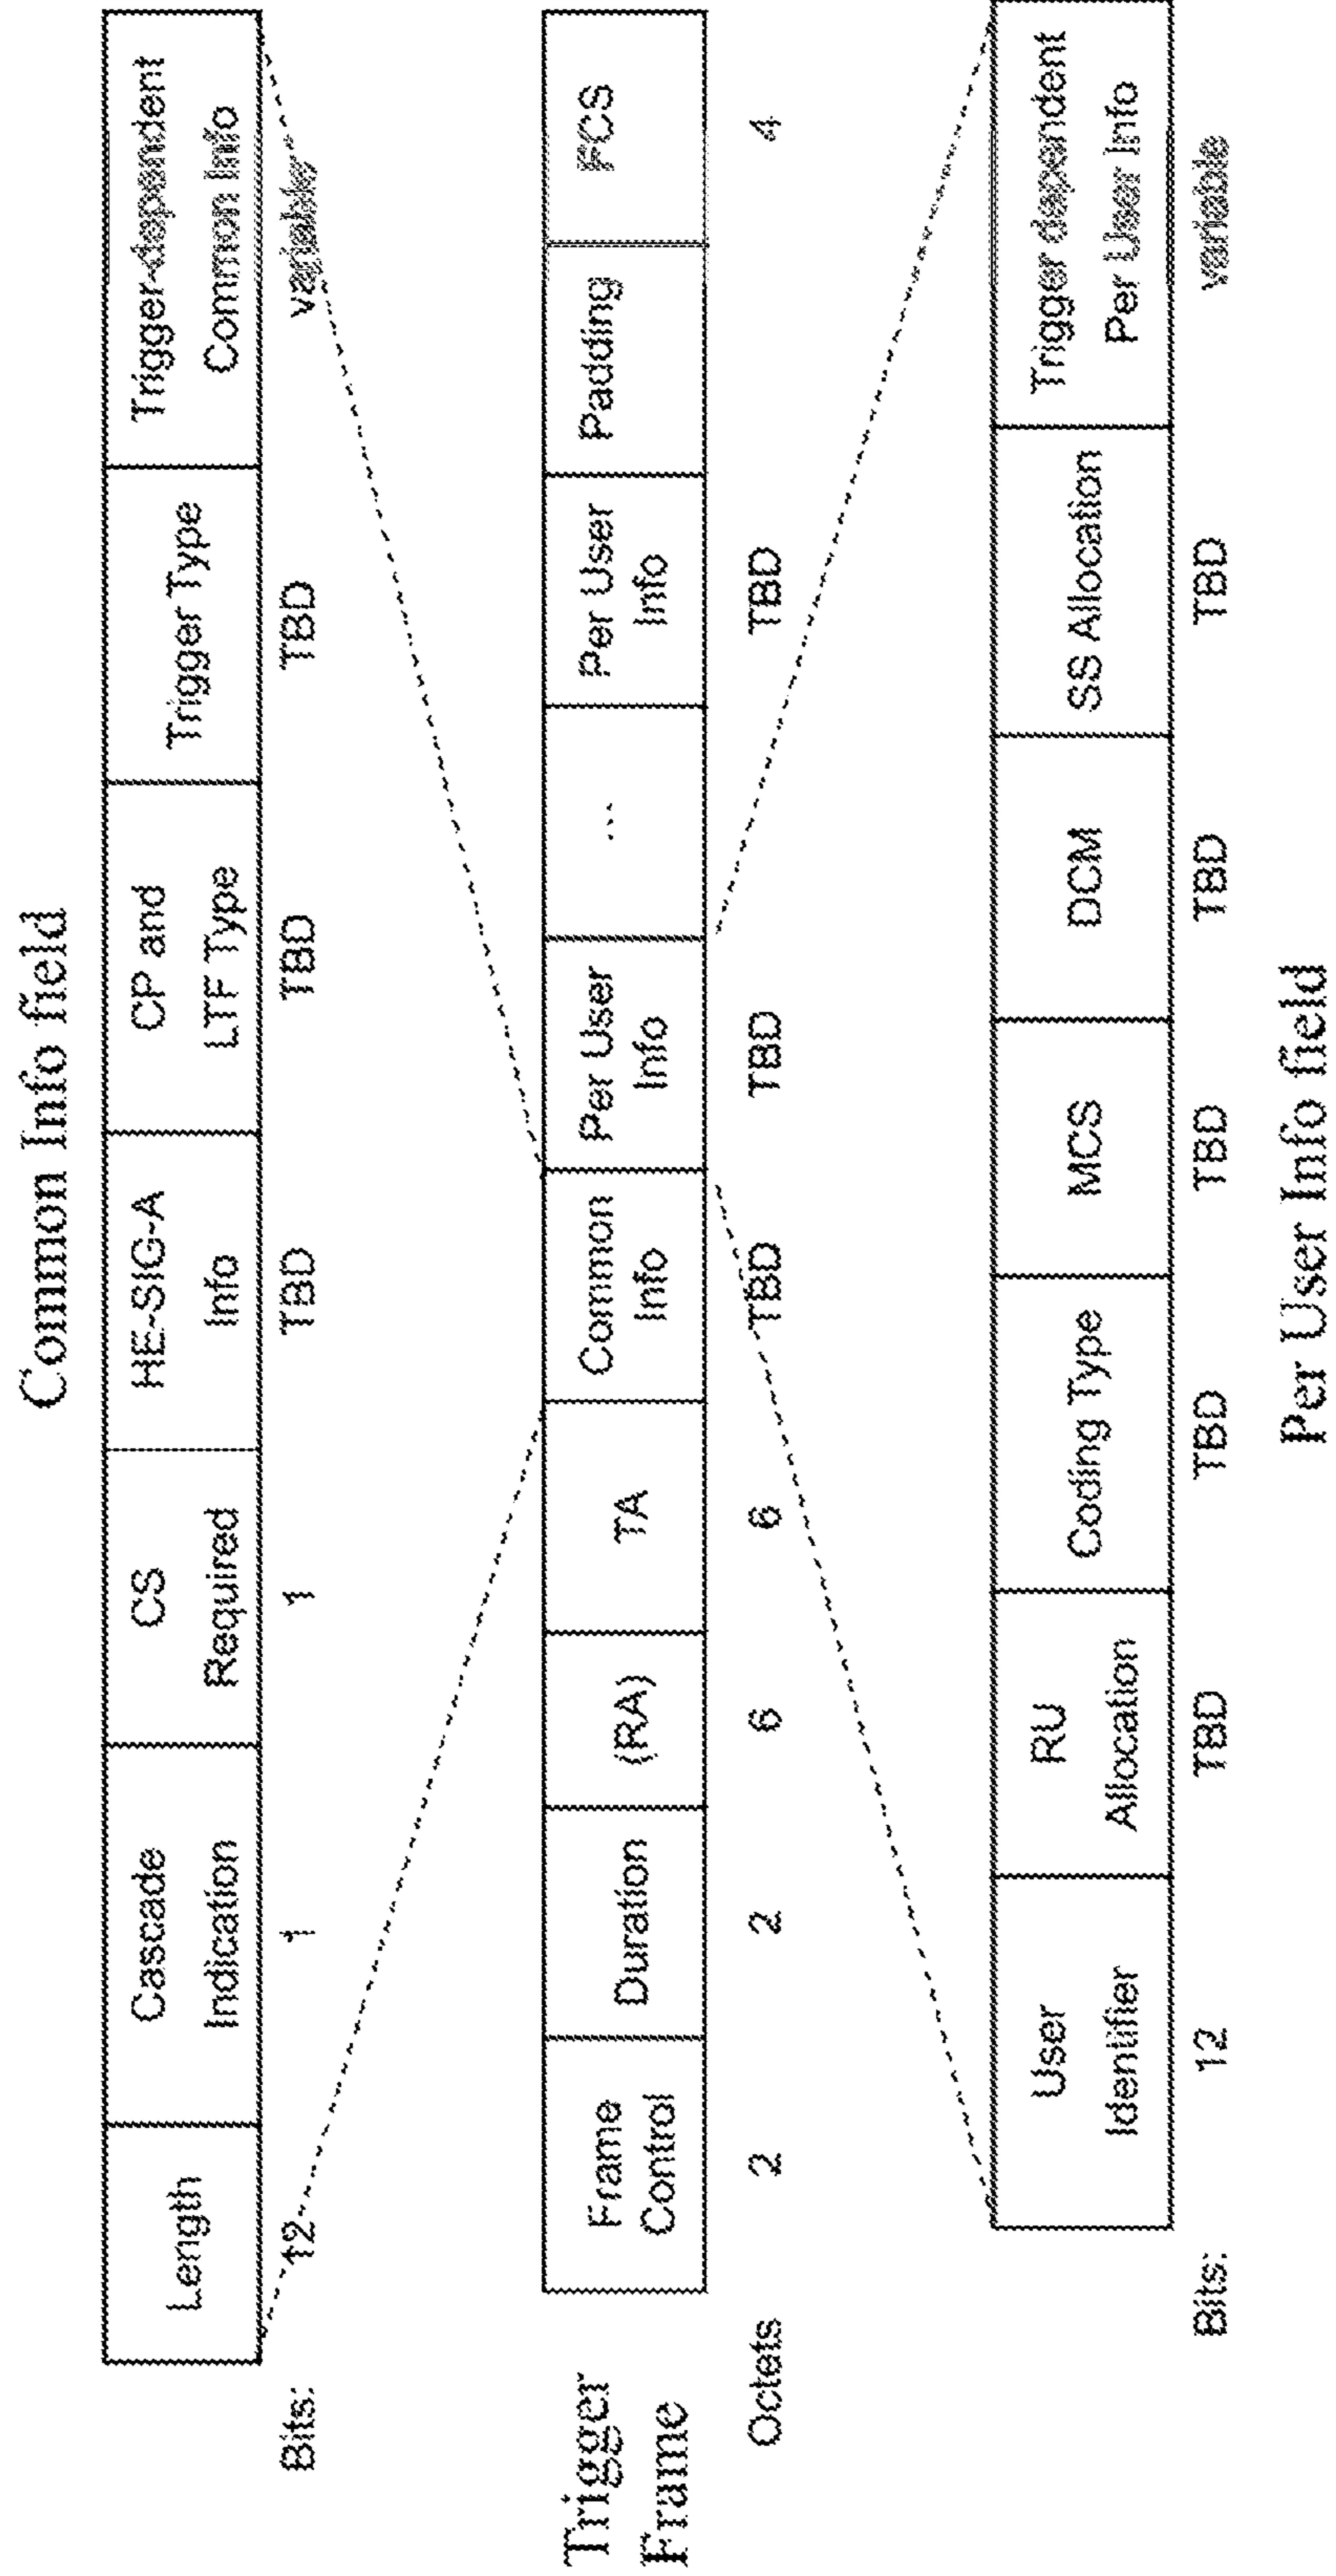 Common Info field
Length
Cascade
Indication
CS
Required
HE-SIG-A
Info
CP and
LTF Type
Trigger Type
Trigger-dependent
Common Info
Bits:
12
1
1
TBD
TBD
TBD
variable
Trigger
Frame
Frame
Control
Duration
(RA)
TA
Common
Info
Per User
Info
...
Per User
Info
Padding
FCS
Octets
2
2
6
6
TBD
TBD
TBD
4
User
Identifier
RU
Allocation
Coding Type
MCS
DCM
SS Allocation
Trigger dependent
Per User Info
Bits:
12
TBD
TBD
TBD
TBD
TBD
variable
Per User Info field